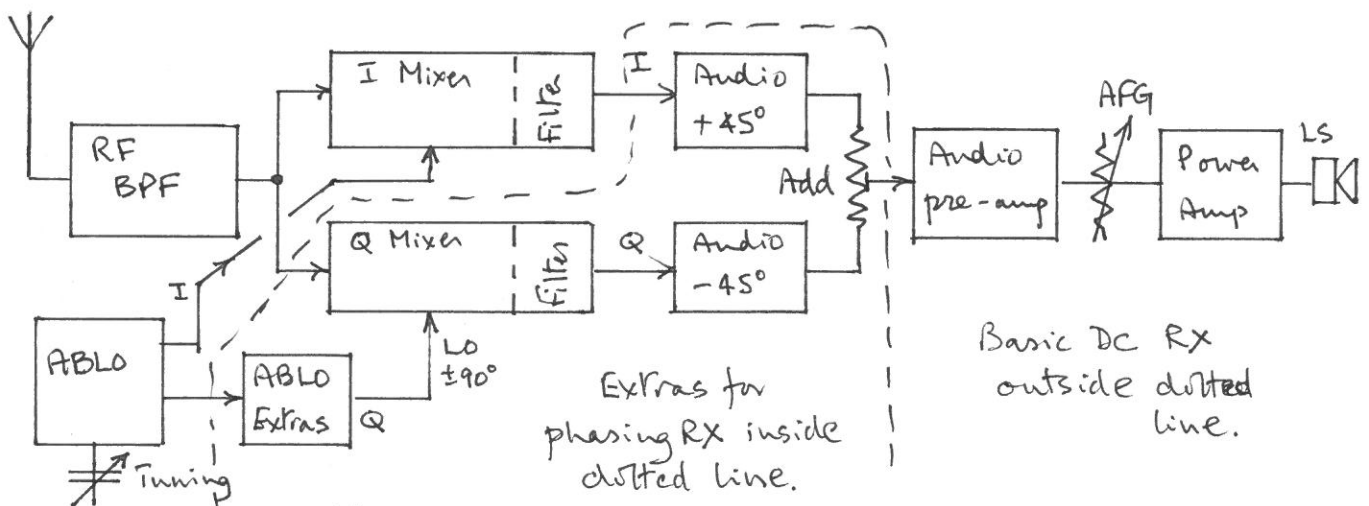 RF
BPF
I Mixer
Filter
I
Audio
+45°
Add
Audio
pre-amp
AFG
Power
Amp
LS
Q Mixer
Filter
Q
Audio
-45°
I
ABLO
Tuning
ABLO
Extras
Q
LO
±90°
Extras for
phasing RX inside
dotted line.
Basic DC RX
outside dotted
line.